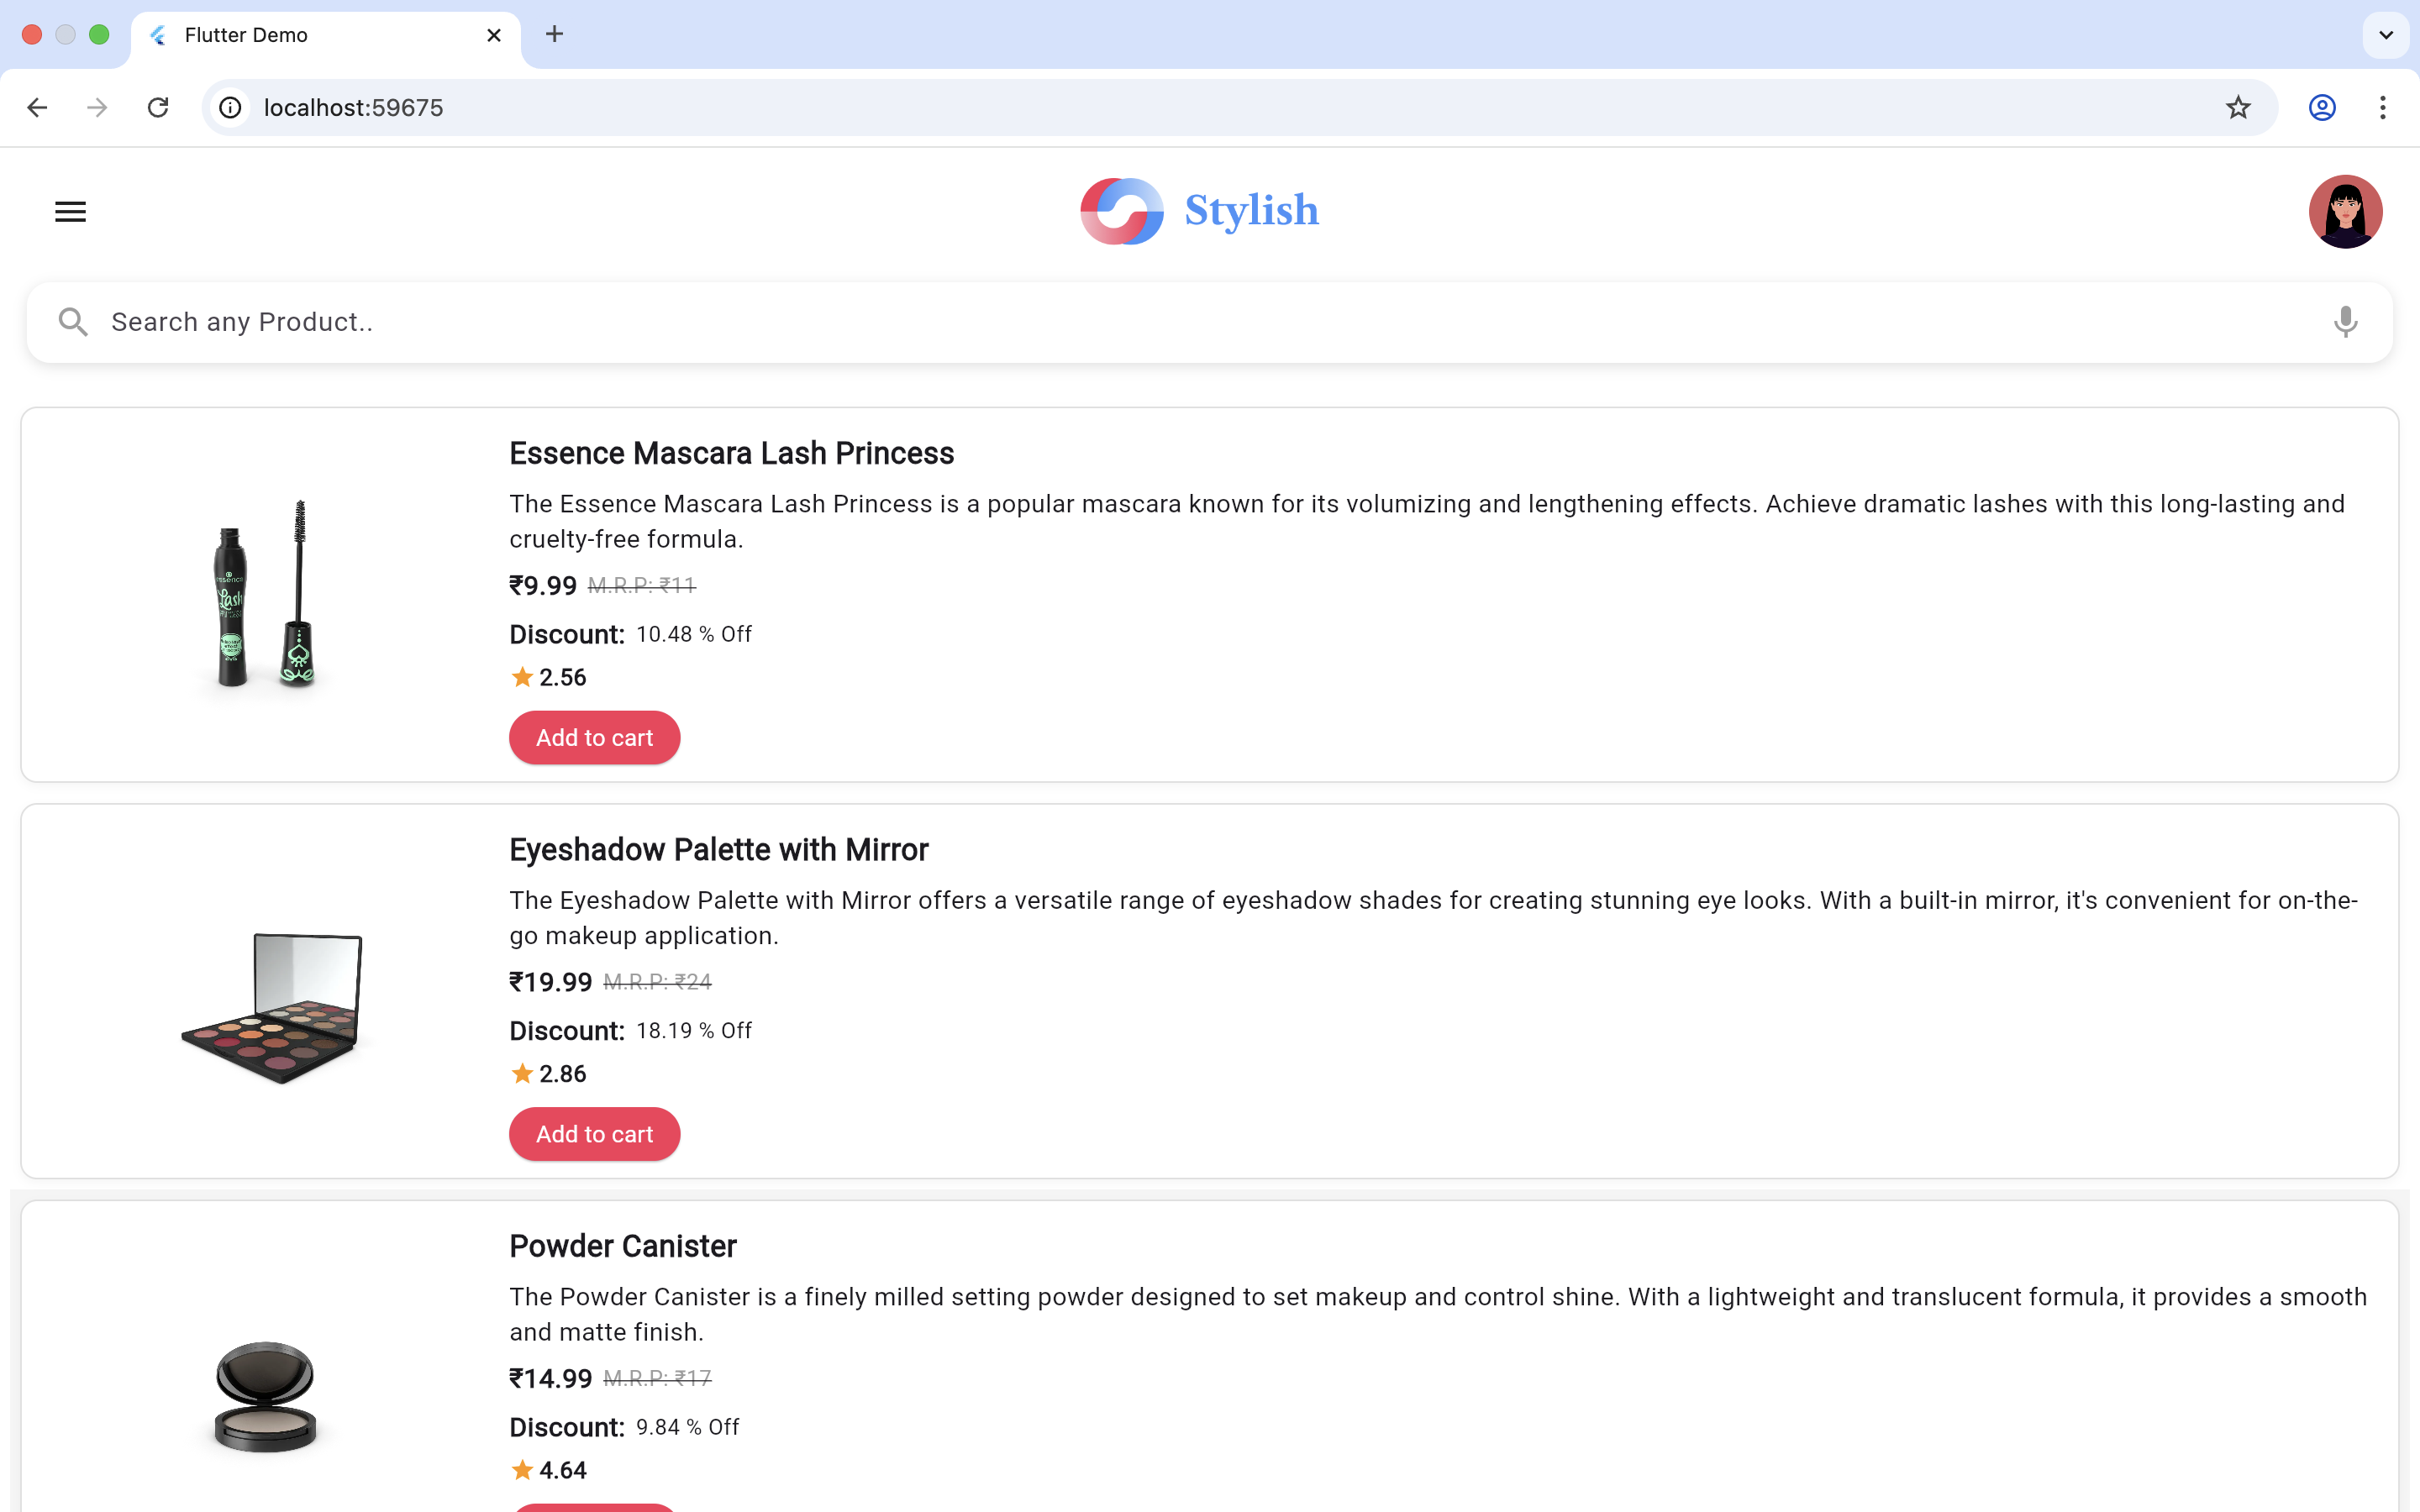 Flutter Demo
localhost:59675
Stylish
Search any Product..
Essence Mascara Lash Princess
The Essence Mascara Lash Princess is a popular mascara known for its volumizing and lengthening effects. Achieve dramatic lashes with this long-lasting and
cruelty-free formula.
₹9.99 M.R.P: ₹11
Discount: 10.48 % Off
2.56
Add to cart
essence
Lash
Eyeshadow Palette with Mirror
The Eyeshadow Palette with Mirror offers a versatile range of eyeshadow shades for creating stunning eye looks. With a built-in mirror, it's convenient for on-the-
go makeup application.
₹19.99 M.R.P: ₹24
Discount: 18.19 % Off
2.86
Add to cart
Powder Canister
The Powder Canister is a finely milled setting powder designed to set makeup and control shine. With a lightweight and translucent formula, it provides a smooth
and matte finish.
₹14.99 M.R.P: ₹17
Discount: 9.84 % Off
4.64